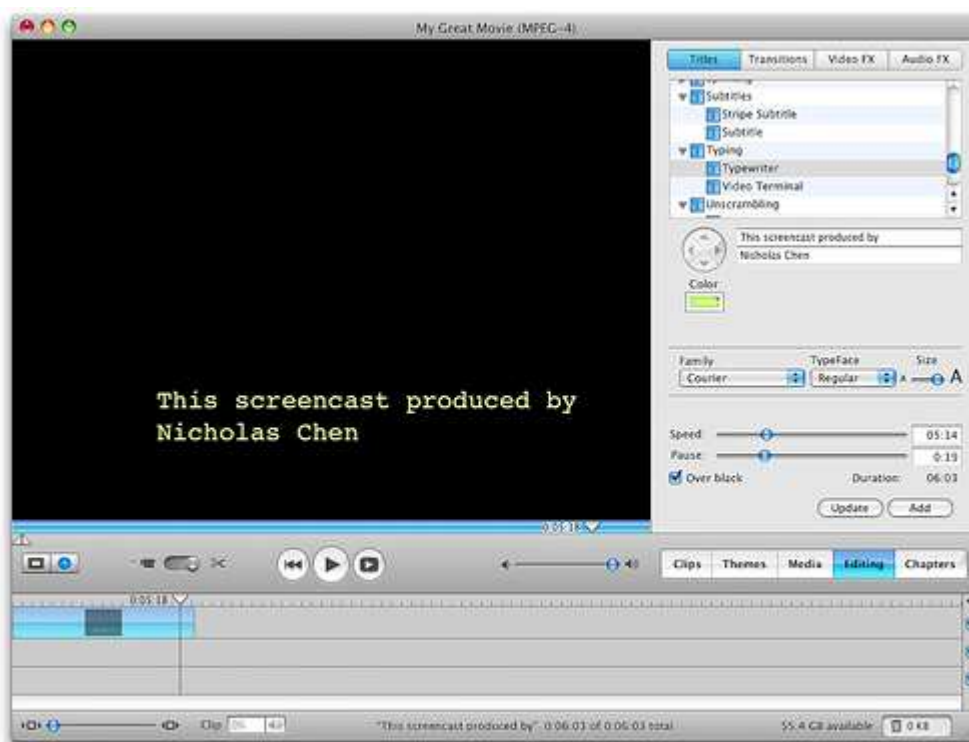 My Great Movie (MPEG-4)
Titles Transitions Video FX Audio FX
Subtitles
Stripe Subtitle
Subtitle
Typing
Typewriter
Video Terminal
Unscrambling
This screencast produced by
Nicholas Chen
Color
Family TypeFace Size
Courier Regular A A
Speed: 05:14
Pause: 0:19
Over black Duration: 06:03
Update Add
This screencast produced by
Nicholas Chen
0:05:18
Clips Themes Media Editing Chapters
0:05:18
Clip
"This screencast produced by" 0:06:03 of 0:06:03 total 55.4 GB available 0 KB